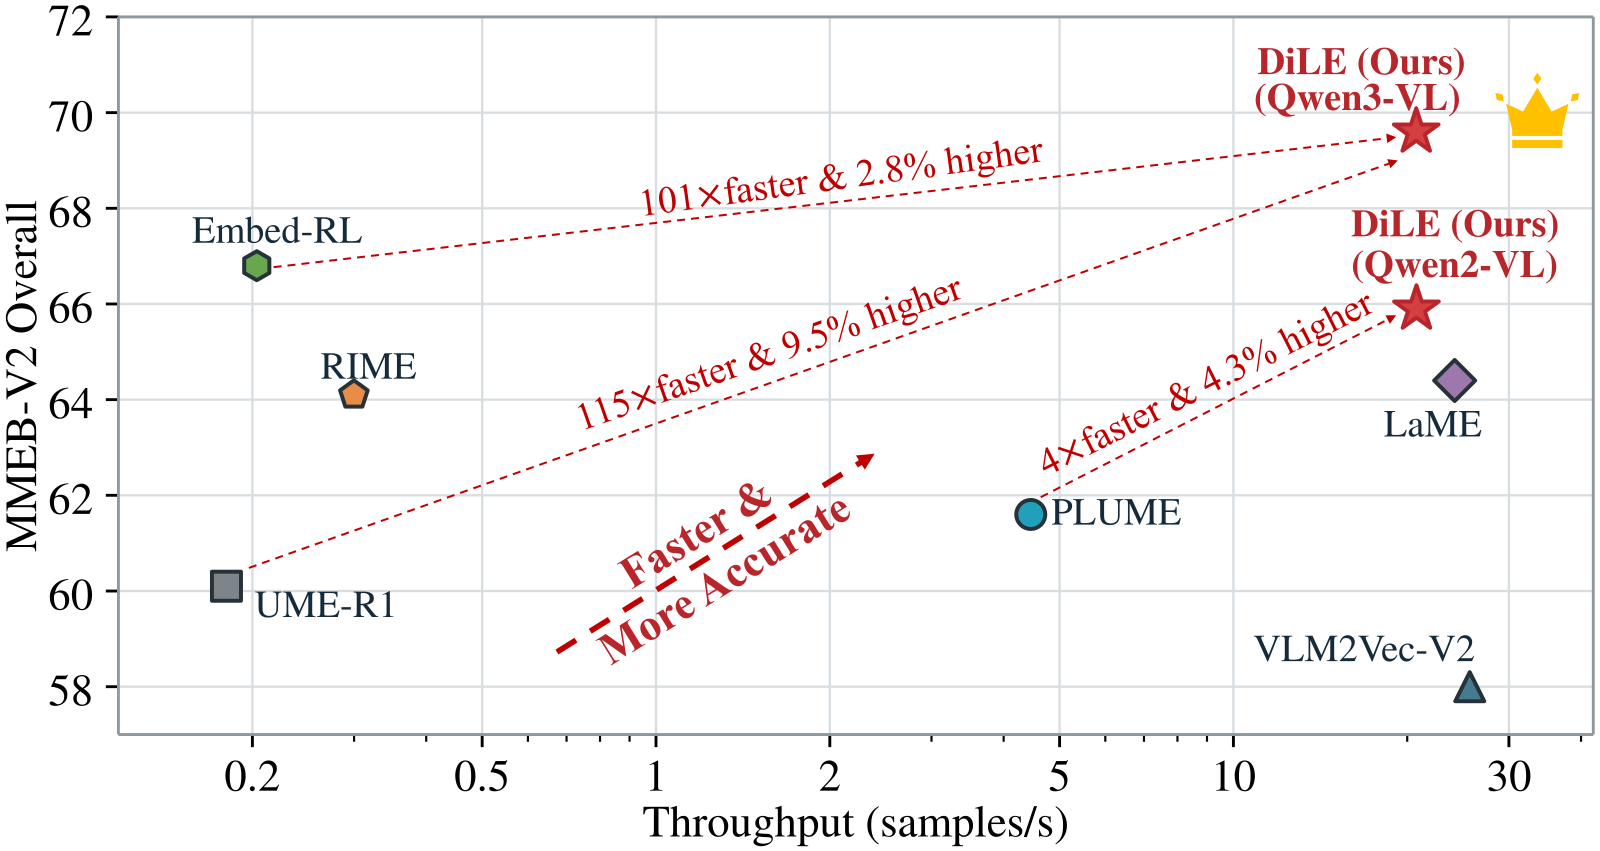 MMEB-V2 Overall
72
70
68
66
64
62
60
58
DiLE (Ours)
(Qwen3-VL)
101×faster & 2.8% higher
Embed-RL
DiLE (Ours)
(Qwen2-VL)
115×faster & 9.5% higher
RIME
4×faster & 4.3% higher
LaME
Faster &
More Accurate
PLUME
UME-R1
VLM2Vec-V2
0.2
0.5
1
2
5
10
30
Throughput (samples/s)